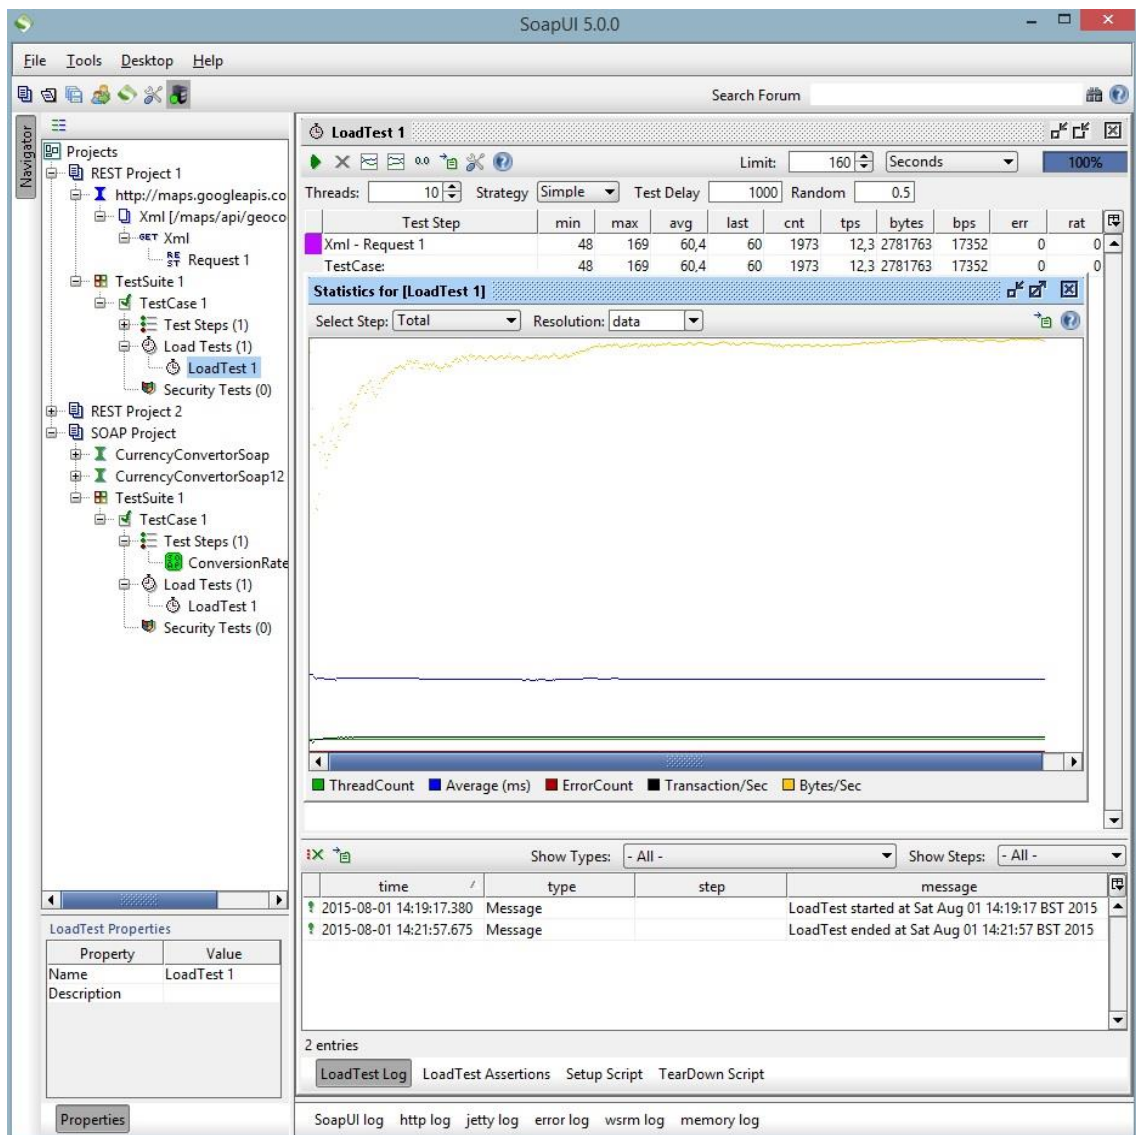 SoapUI 5.0.0
File Tools Desktop Help
Search Forum
Navigator
Projects
REST Project 1
http://maps.googleapis.co
Xml [/maps/api/geoco
GET Xml
REST Request 1
TestSuite 1
TestCase 1
Test Steps (1)
Load Tests (1)
LoadTest 1
Security Tests (0)
REST Project 2
SOAP Project
CurrencyConvertorSoap
CurrencyConvertorSoap12
TestSuite 1
TestCase 1
Test Steps (1)
ConversionRate
Load Tests (1)
LoadTest 1
Security Tests (0)
LoadTest Properties
Property Value
Name LoadTest 1
Description
Properties
LoadTest 1
0.0 Limit: 160 Seconds 100%
Threads: 10 Strategy Simple Test Delay 1000 Random 0.5
Test Step min max avg last cnt tps bytes bps err rat
Xml - Request 1 48 169 60,4 60 1973 12,3 2781763 17352 0 0
TestCase: 48 169 60,4 60 1973 12,3 2781763 17352 0 0
Statistics for [LoadTest 1]
Select Step: Total Resolution: data
ThreadCount Average (ms) ErrorCount Transaction/Sec Bytes/Sec
Show Types: - All - Show Steps: - All -
time type step message
2015-08-01 14:19:17.380 Message LoadTest started at Sat Aug 01 14:19:17 BST 2015
2015-08-01 14:21:57.675 Message LoadTest ended at Sat Aug 01 14:21:57 BST 2015
2 entries
LoadTest Log LoadTest Assertions Setup Script TearDown Script
SoapUI log http log jetty log error log wsrm log memory log